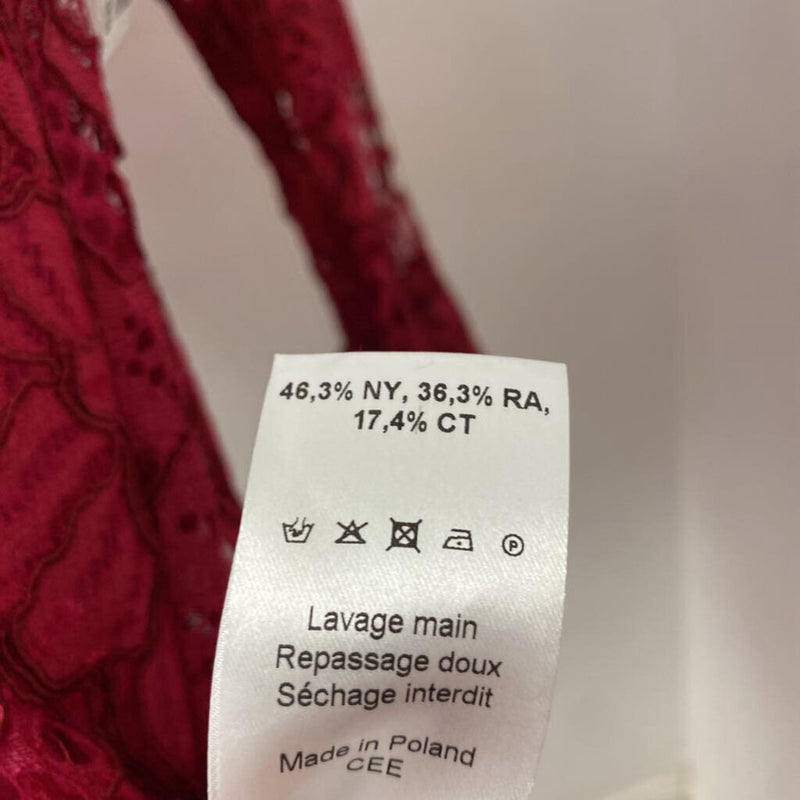 46,3% NY, 36,3% RA,
17,4% CT
P
Lavage main
Repassage doux
Séchage interdit
Made in Poland
CEE